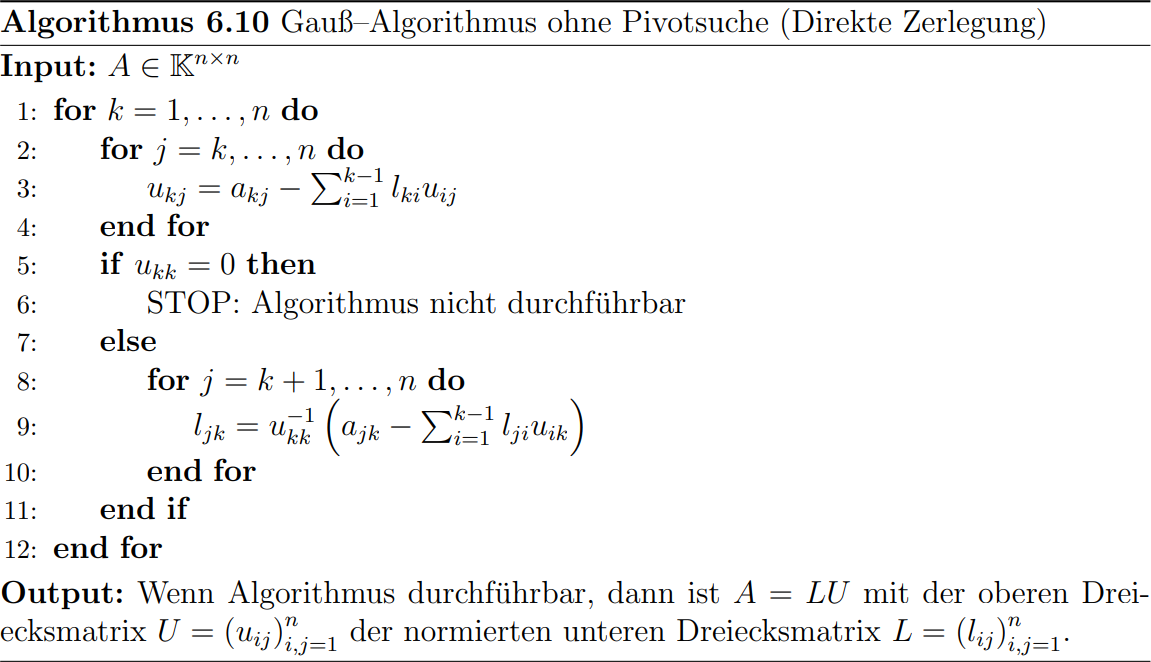 Algorithmus 6.10 Gauß–Algorithmus ohne Pivotsuche (Direkte Zerlegung)
Input: $A \in \mathbb{K}^{n \times n}$
1: for $k = 1, \ldots, n$ do
2: for $j = k, \ldots, n$ do
3: $u_{kj} = a_{kj} - \sum_{i=1}^{k-1} l_{ki} u_{ij}$
4: end for
5: if $u_{kk} = 0$ then
6: STOP: Algorithmus nicht durchführbar
7: else
8: for $j = k + 1, \ldots, n$ do
9: $l_{jk} = u_{kk}^{-1} \left( a_{jk} - \sum_{i=1}^{k-1} l_{ji} u_{ik} \right)$
10: end for
11: end if
12: end for
Output: Wenn Algorithmus durchführbar, dann ist $A = LU$ mit der oberen Drei-
ecksmatrix $U = (u_{ij})_{i,j=1}^{n}$ der normierten unteren Dreiecksmatrix $L = (l_{ij})_{i,j=1}^{n}$.